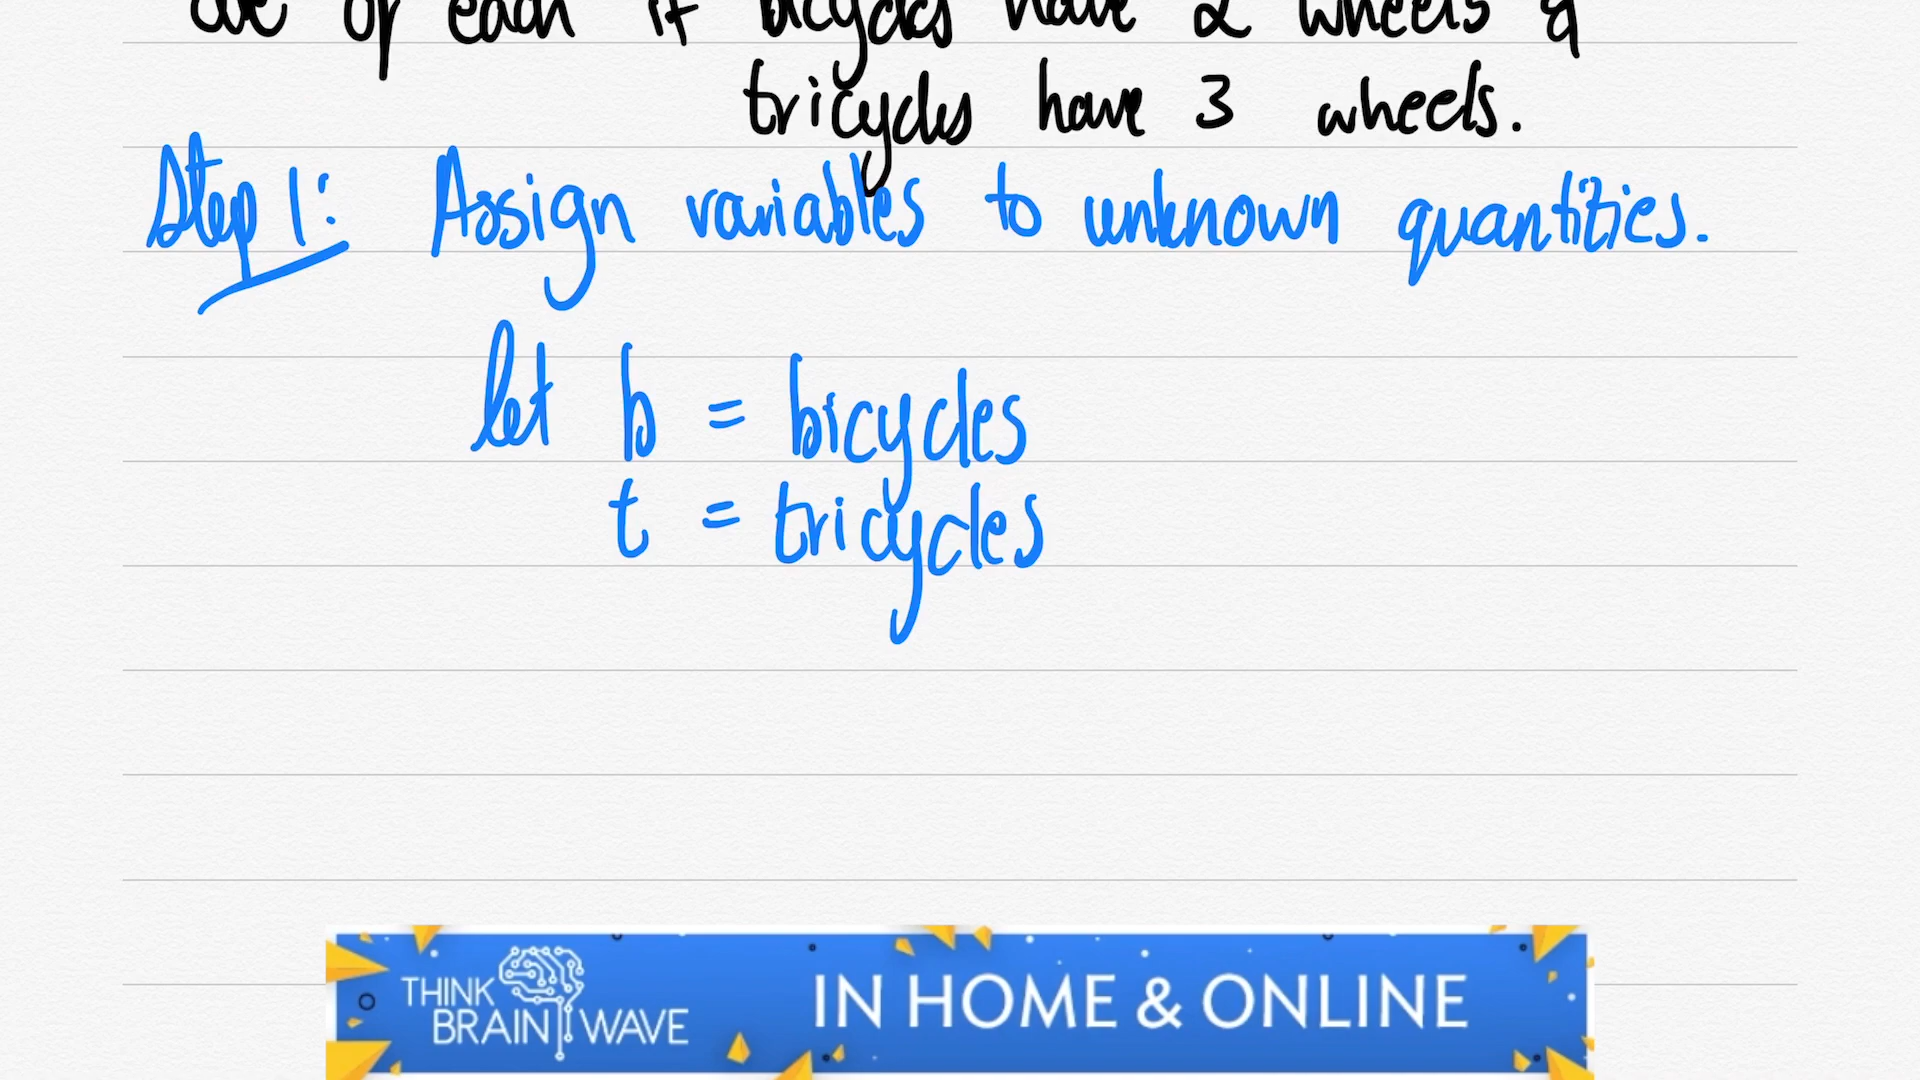 of each if bicycles have 2 wheels &
tricycles have 3 wheels.
Step 1: Assign variables to unknown quantities.
let b = bicycles
t = tricycles
THINK BRAIN WAVE
IN HOME & ONLINE